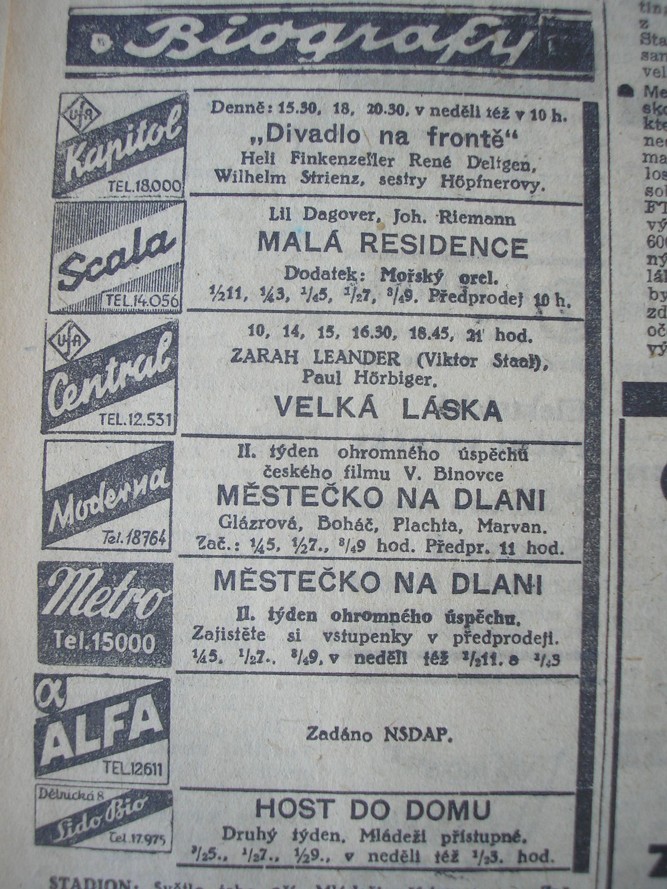 Biografy
UfA
Kapitol
TEL.18.000
Denně: 15.30, 18, 20.30, v neděli též v 10 h.
„Divadlo na frontě“
Heli Finkenzeller René Deltgen,
Wilhelm Strienz, sestry Höpfnerovy.
Scala
TEL.14.056
Lil Dagover, Joh. Riemann
MALÁ RESIDENCE
Dodatek: Mořský orel.
½11, ¼3, ¼5, ½7, ¾9. Předprodej 10 h.
UfA
Central
TEL.12.531
10, 14, 15, 16.30, 18.45, 21 hod.
ZARAH LEANDER (Viktor Staal),
Paul Hörbiger.
VELKÁ LÁSKA
Moderna
Tel. 18764
II. týden ohromného úspěchu
českého filmu V. Binovce
MĚSTEČKO NA DLANI
Glázrová, Boháč, Plachta, Marvan.
Zač.: ¼5, ½7., ¾9 hod. Předpr. 11 hod.
Metro
Tel.15000
MĚSTEČKO NA DLANI
II. týden ohromného úspěchu.
Zajistěte si vstupenky v předprodeji.
¼5, ½7., ¾9, v neděli též ½11. a
α
ALFA
TEL.12611
Zadáno NSDAP.
Dělnická 8
Lido Bio
Tel. 17.975
HOST DO DOMU
Druhý týden. Mládeži přístupné.
½7., ½9., v neděli též ½3. hod.
STADION: